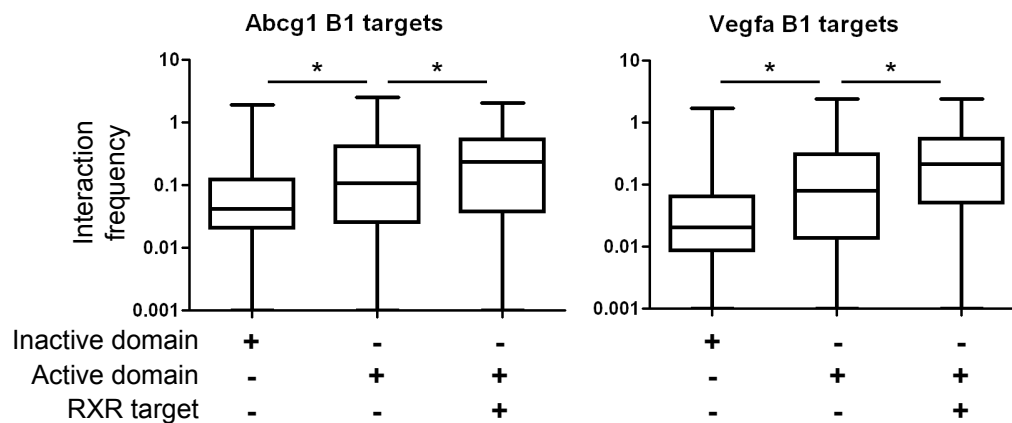 Abcg1 B1 targets
Vegfa B1 targets
Interaction
frequency
10
1
0.1
0.01
0.001
*
*
10
1
0.1
0.01
0.001
*
*
Inactive domain + - - + - -
Active domain - + + - + +
RXR target - - + - - +